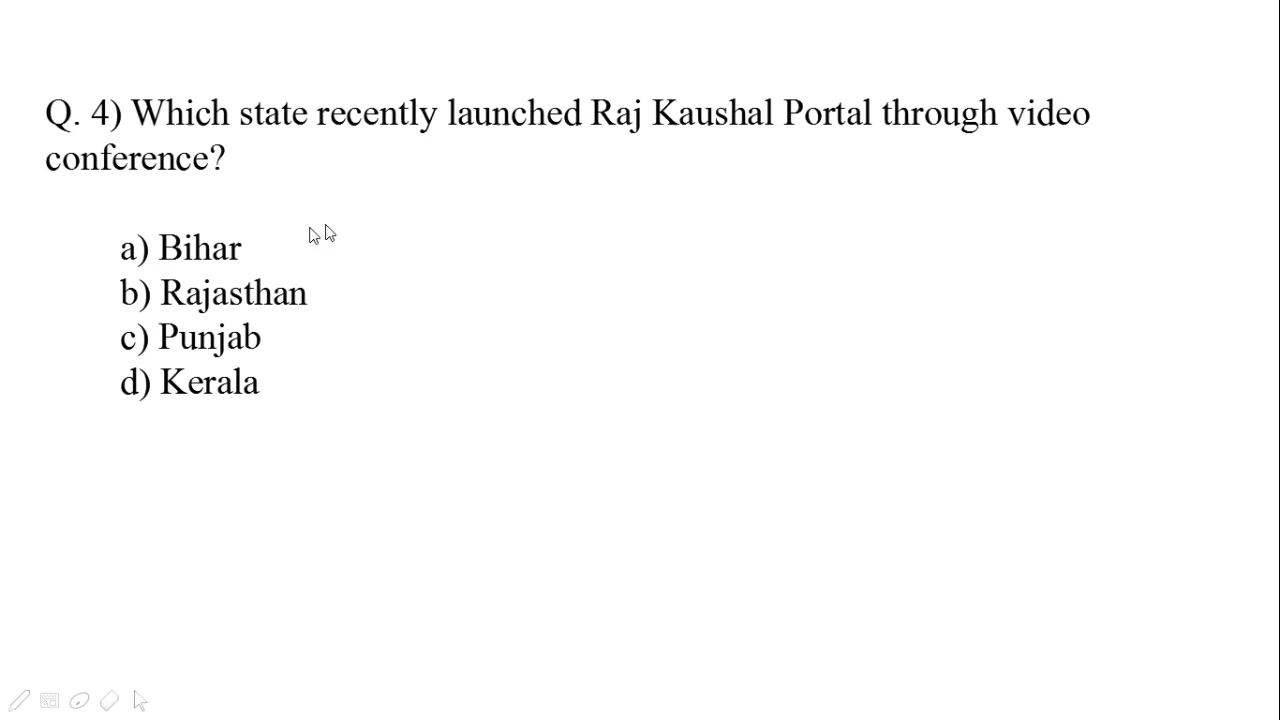 Q. 4) Which state recently launched Raj Kaushal Portal through video
conference?
a) Bihar
b) Rajasthan
c) Punjab
d) Kerala